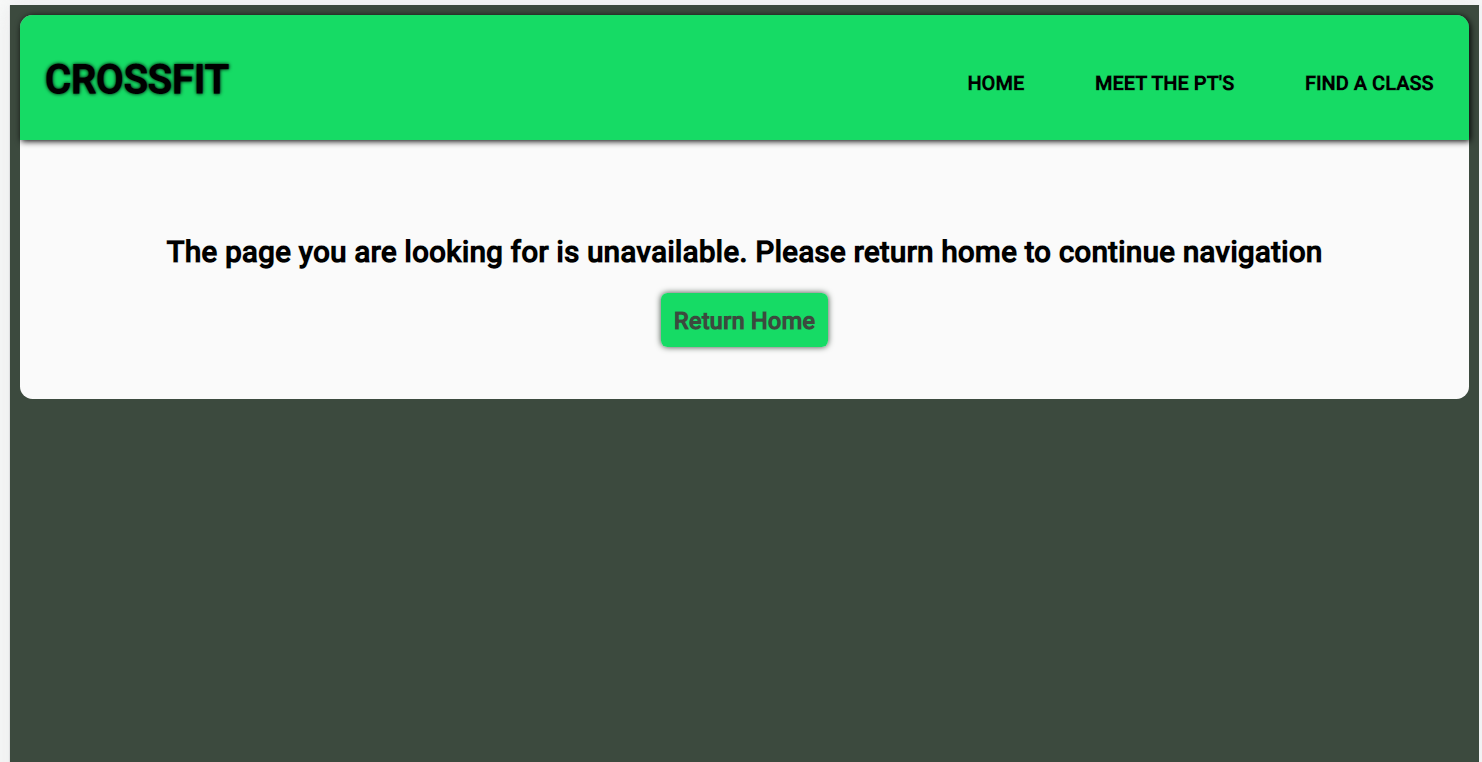 CROSSFIT
HOME MEET THE PT'S FIND A CLASS
The page you are looking for is unavailable. Please return home to continue navigation
Return Home